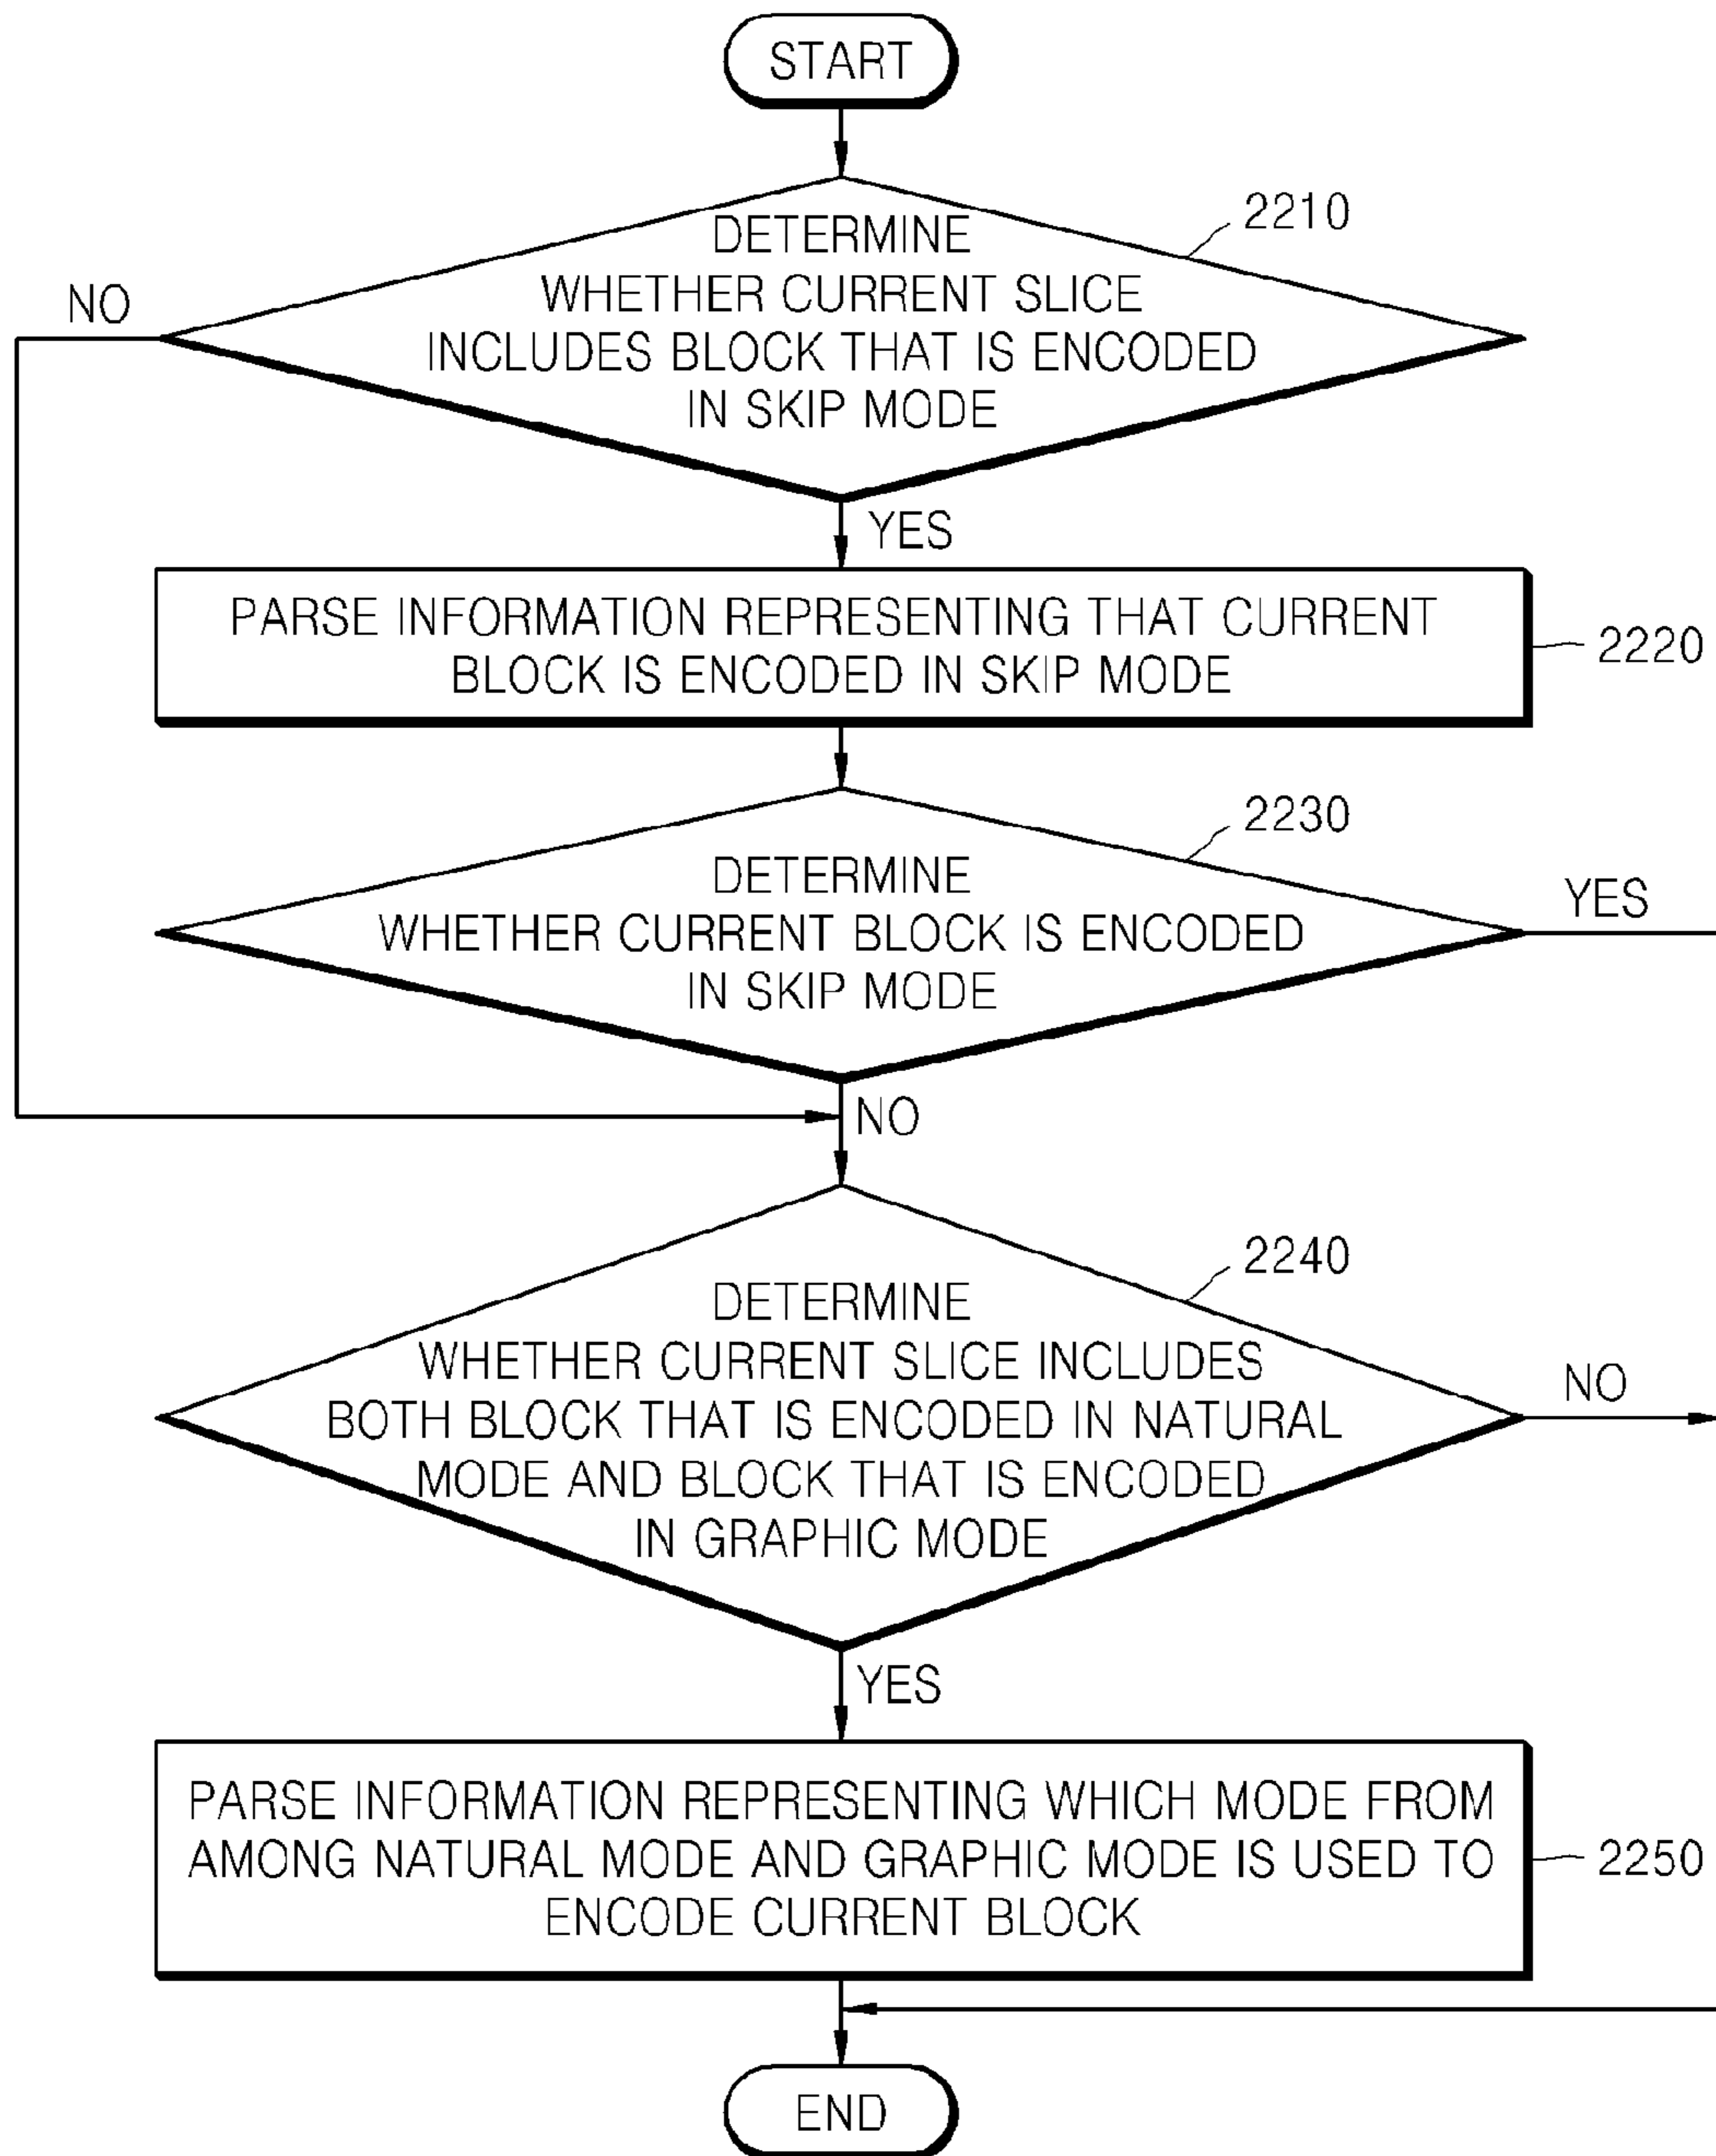 START
DETERMINE
WHETHER CURRENT SLICE
INCLUDES BLOCK THAT IS ENCODED
IN SKIP MODE
2210
NO
YES
PARSE INFORMATION REPRESENTING THAT CURRENT
BLOCK IS ENCODED IN SKIP MODE
2220
DETERMINE
WHETHER CURRENT BLOCK IS ENCODED
IN SKIP MODE
2230
YES
NO
DETERMINE
WHETHER CURRENT SLICE INCLUDES
BOTH BLOCK THAT IS ENCODED IN NATURAL
MODE AND BLOCK THAT IS ENCODED
IN GRAPHIC MODE
2240
NO
YES
PARSE INFORMATION REPRESENTING WHICH MODE FROM
AMONG NATURAL MODE AND GRAPHIC MODE IS USED TO
ENCODE CURRENT BLOCK
2250
END